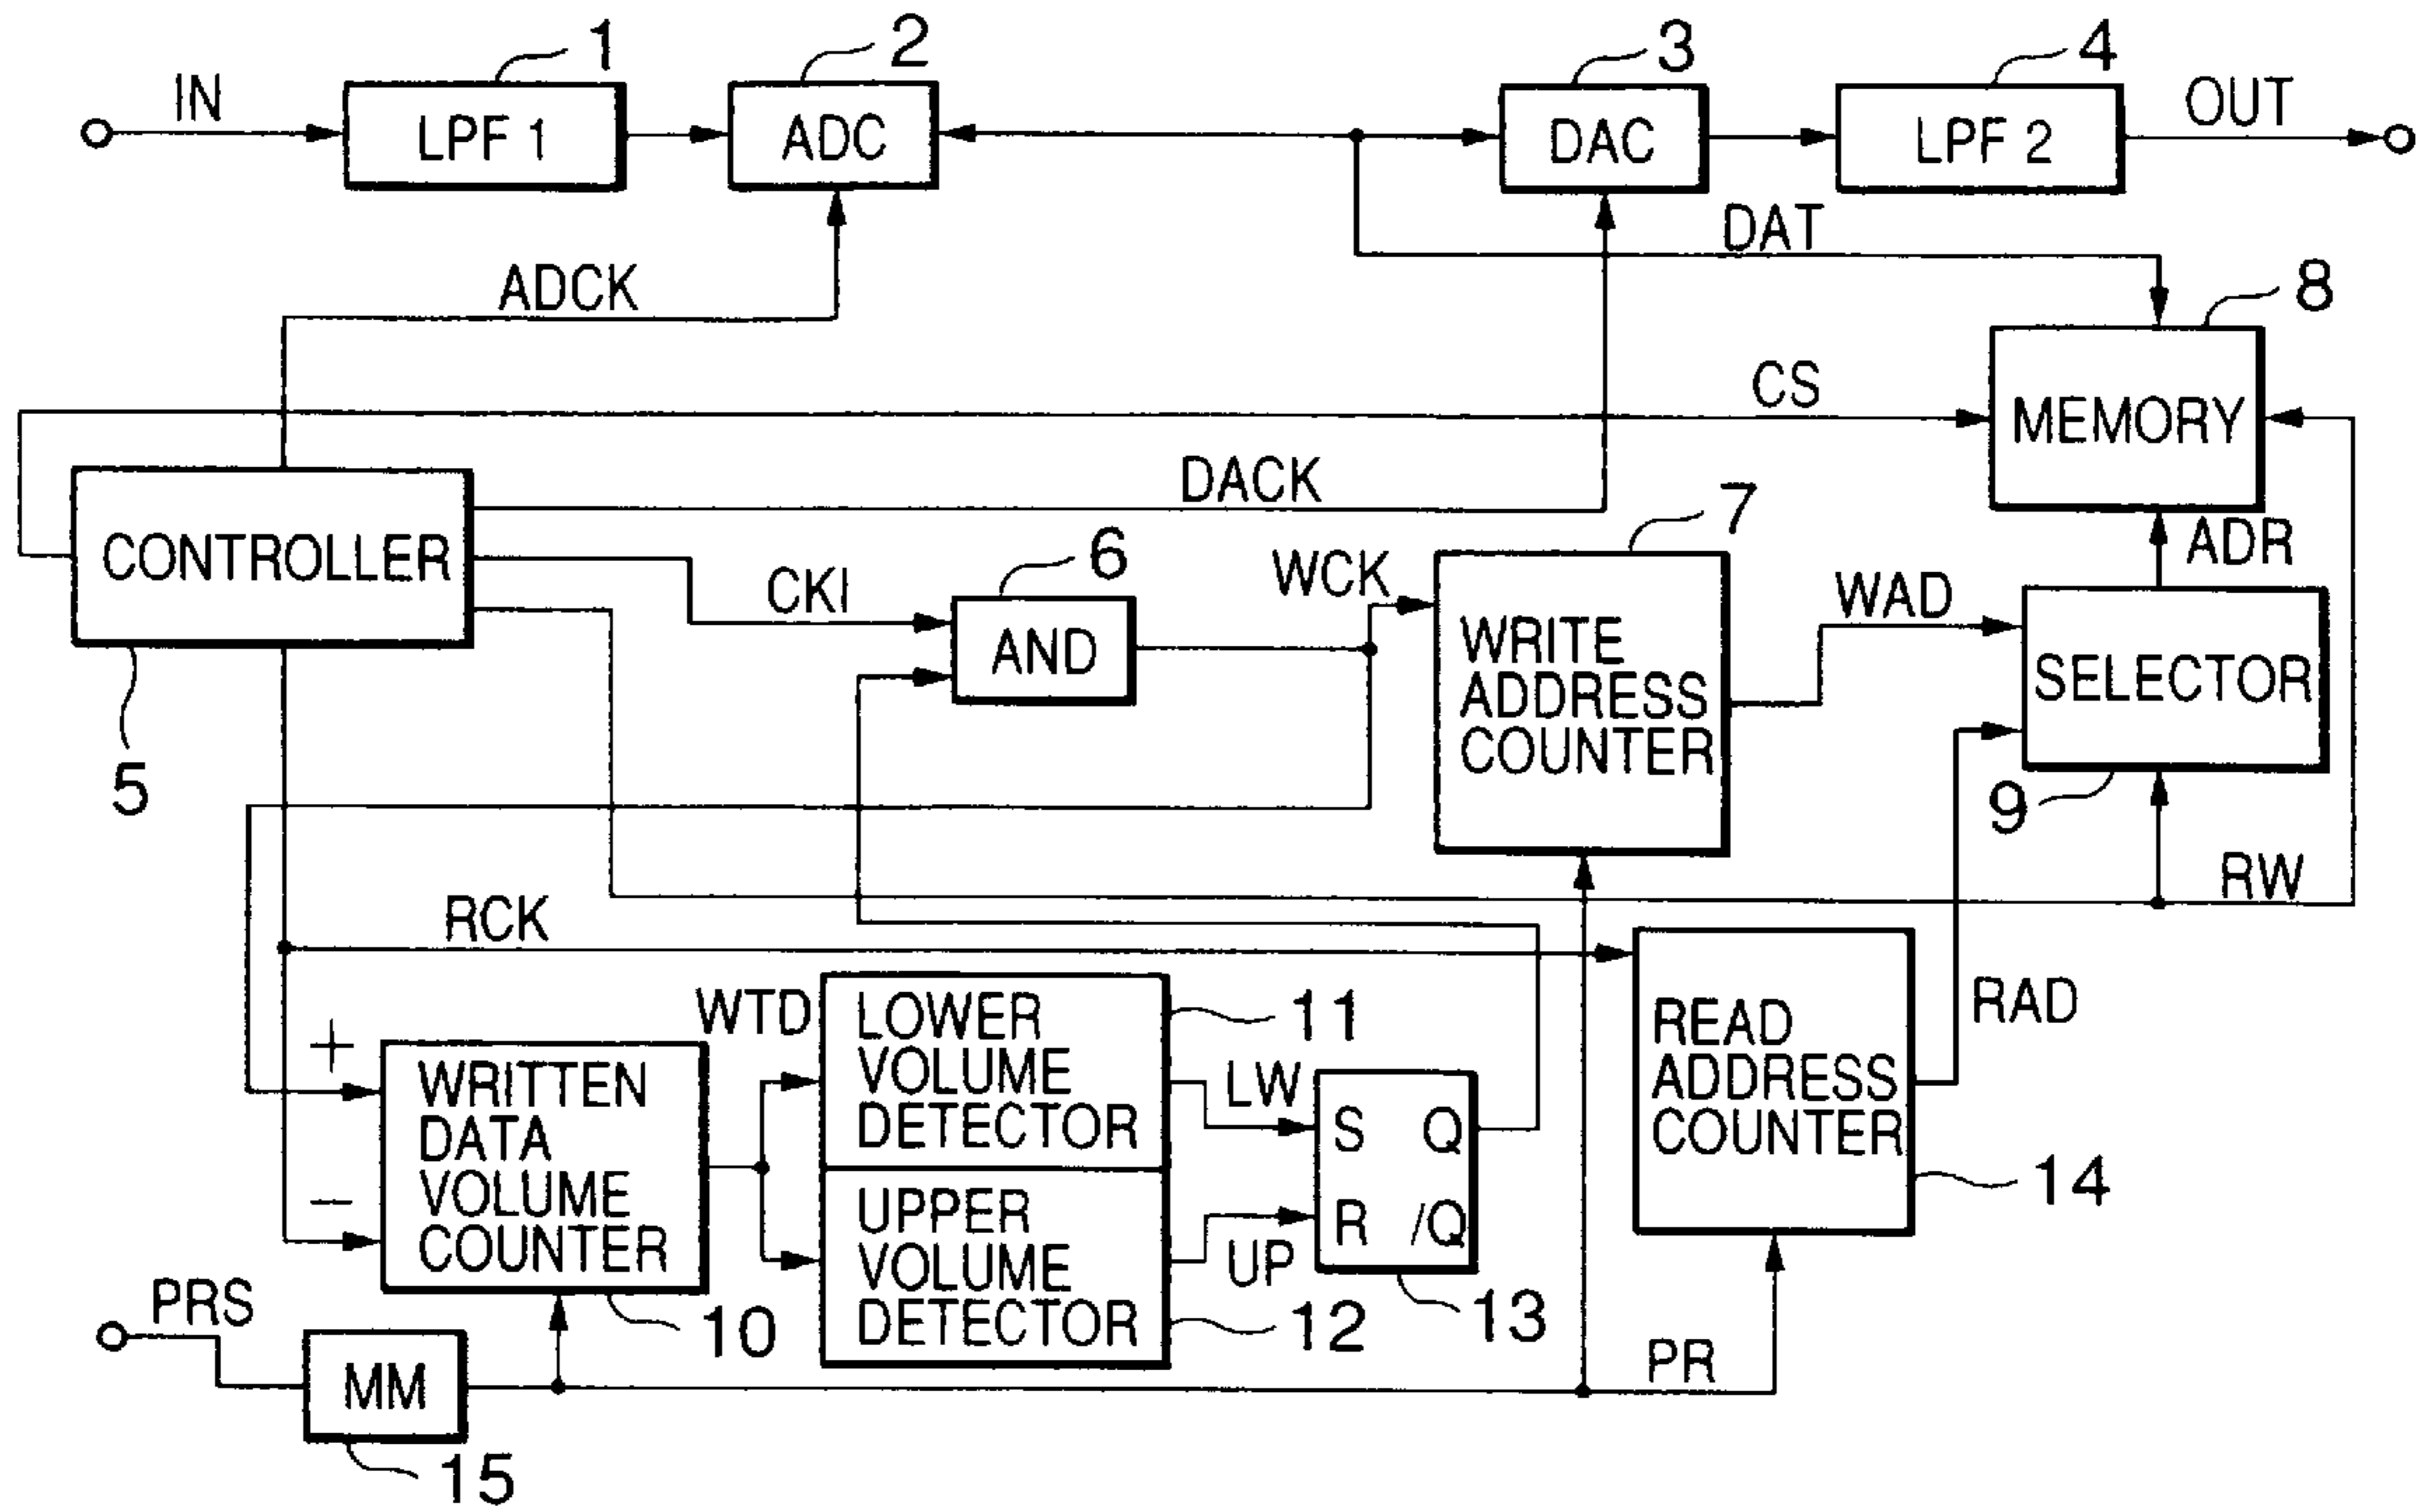 1
2
3
4
IN
LPF 1
ADC
DAC
LPF 2
OUT
DAT
ADCK
8
CS
MEMORY
DACK
7
CONTROLLER
6
WCK
ADR
CKI
WAD
AND
WRITE
ADDRESS
COUNTER
SELECTOR
5
9
RW
RCK
WTD
LOWER
VOLUME
DETECTOR
11
READ
ADDRESS
COUNTER
RAD
+
WRITTEN
DATA
VOLUME
COUNTER
LW
S Q
R /Q
14
−
UPPER
VOLUME
DETECTOR
UP
PRS
10
12
13
PR
MM
15